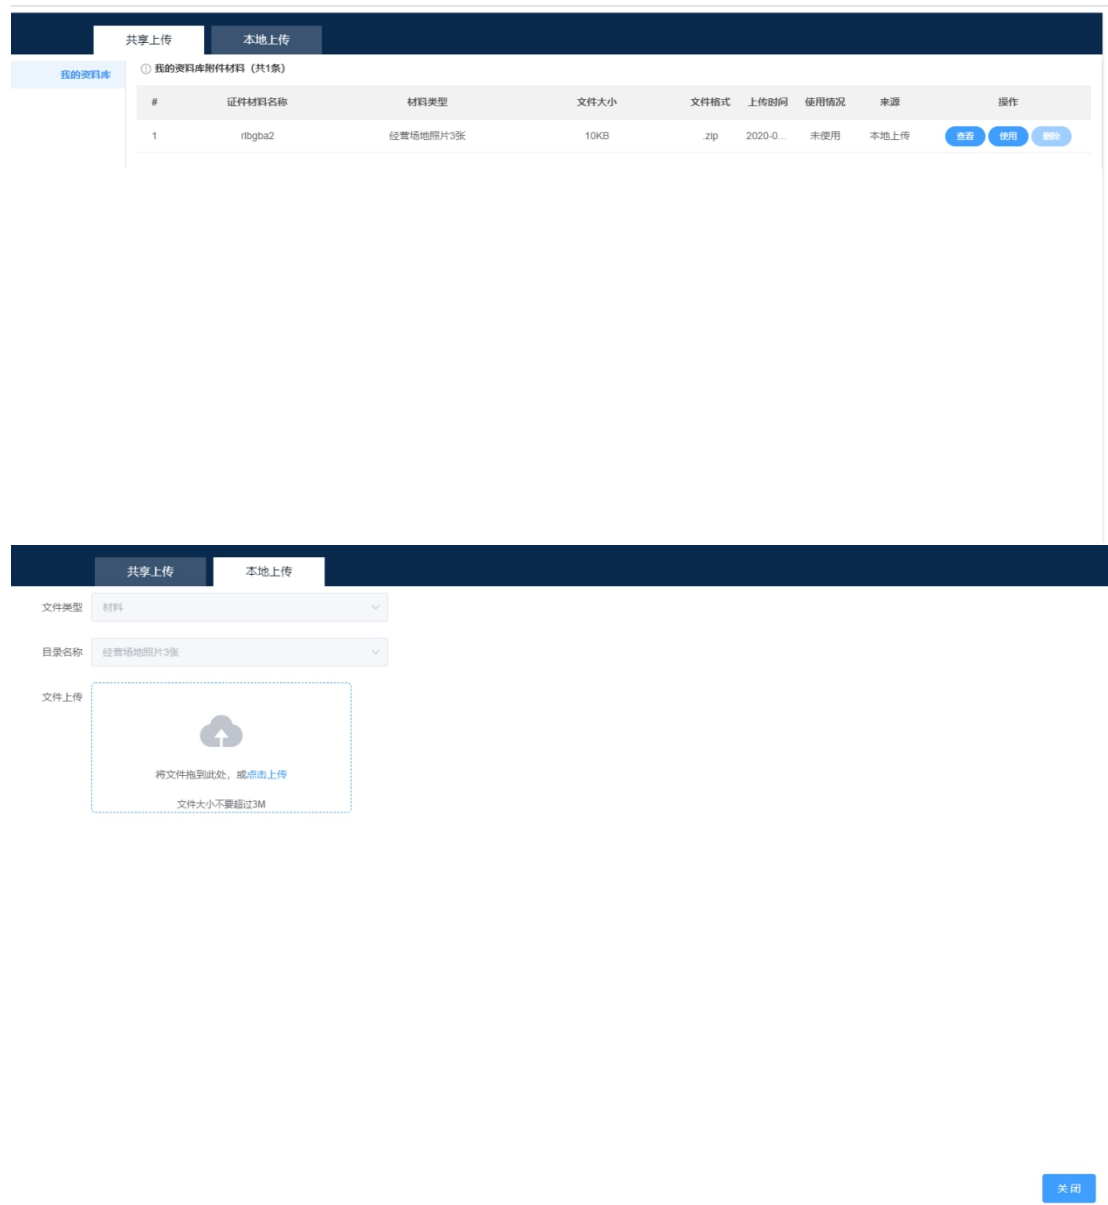 共享上传 本地上传
我的资料库 我的资料库附件材料（共1条）
# 证件材料名称 材料类型 文件大小 文件格式 上传时间 使用情况 来源 操作
1 rlbgba2 经营场地照片3张 10KB .zip 2020-0... 未使用 本地上传 查看 使用 删除
共享上传 本地上传
文件类型 材料
目录名称 经营场地照片3张
文件上传
将文件拖到此处，或点击上传
文件大小不要超过3M
关闭